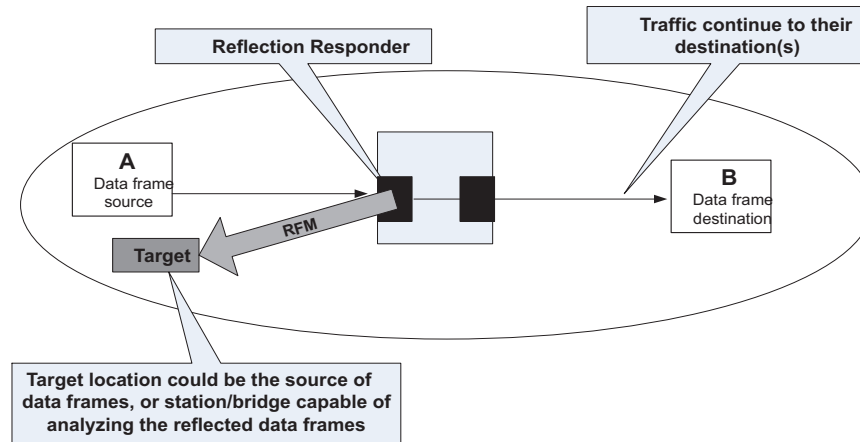 Reflection Responder
Traffic continue to their
destination(s)
A
Data frame
source
B
Data frame
destination
RFM
Target
Target location could be the source of
data frames, or station/bridge capable of
analyzing the reflected data frames